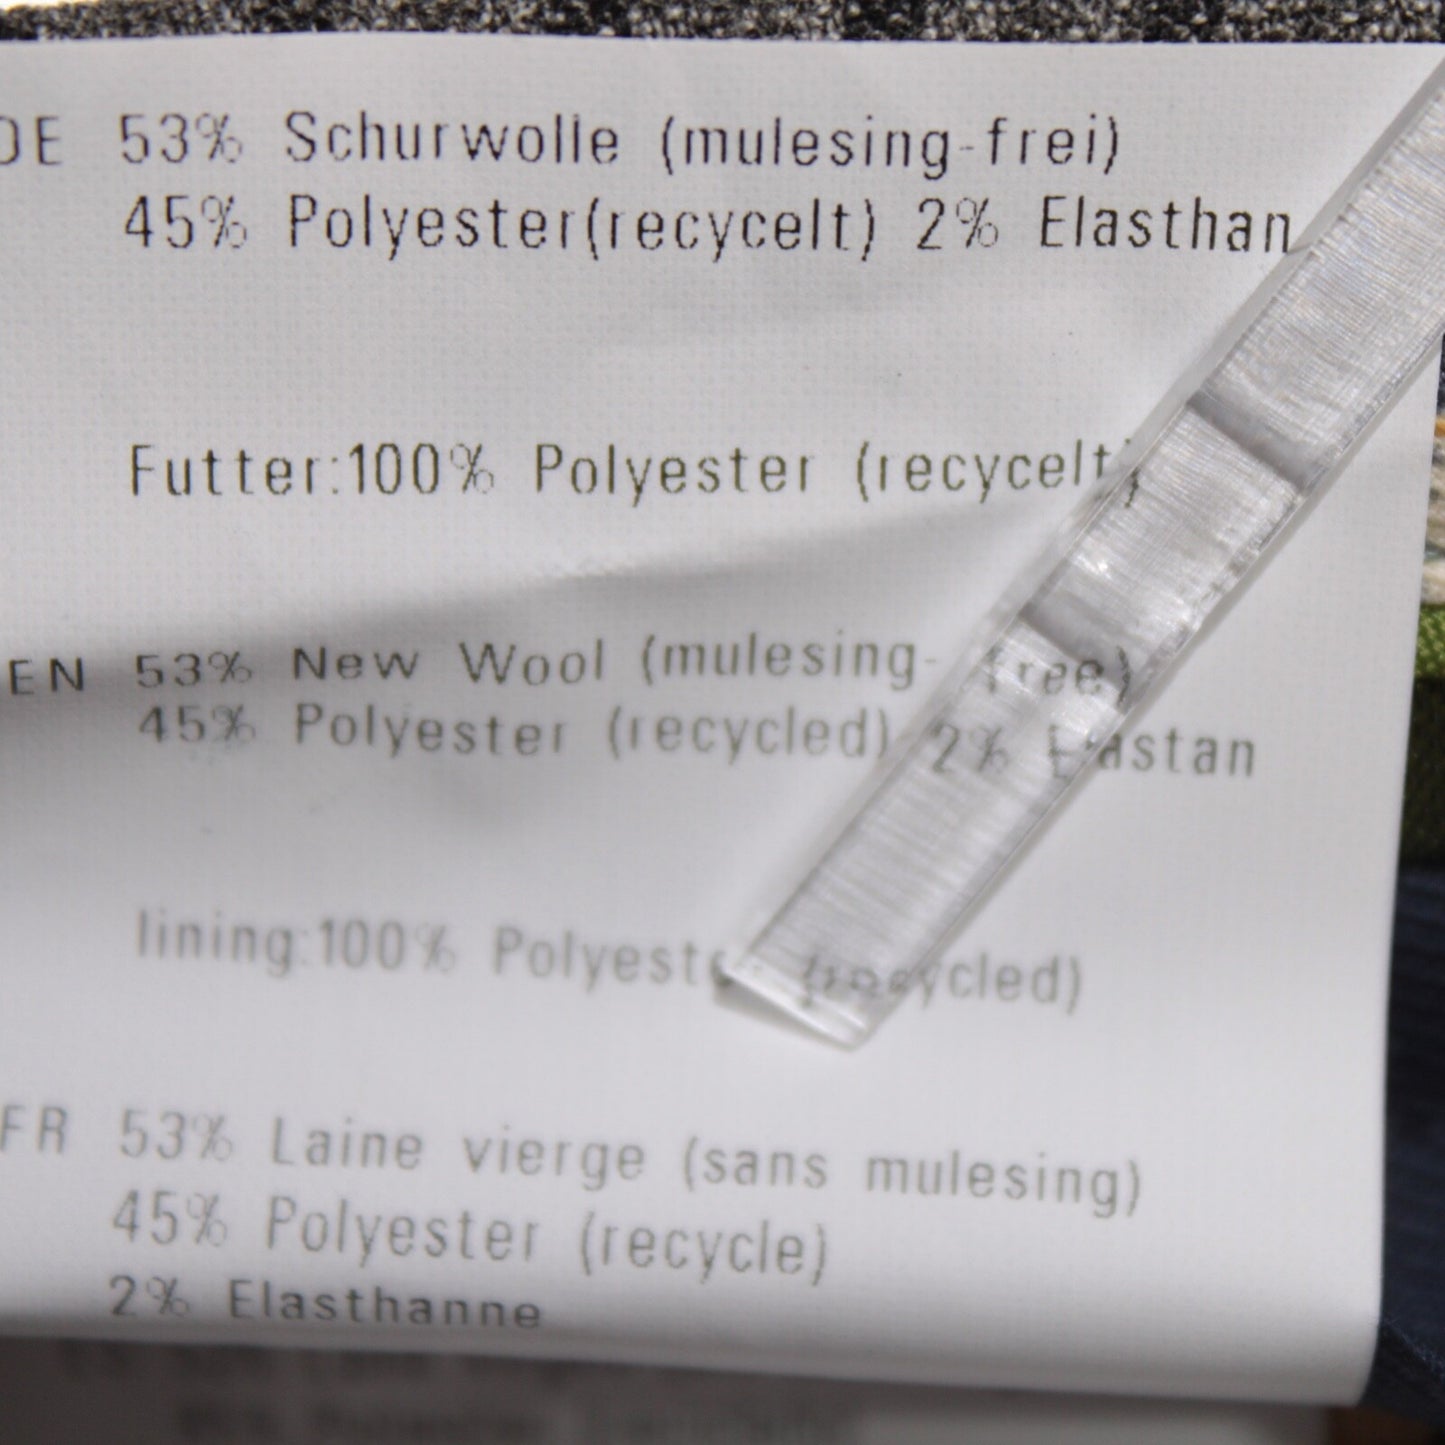 DE 53% Schurwolle (mulesing-frei)
45% Polyester(recycelt) 2% Elasthan
Futter:100% Polyester (recycelt)
EN 53% New Wool (mulesing- free)
45% Polyester (recycled) 2% Elastan
lining:100% Polyester (recycled)
FR 53% Laine vierge (sans mulesing)
45% Polyester (recycle)
2% Elasthanne